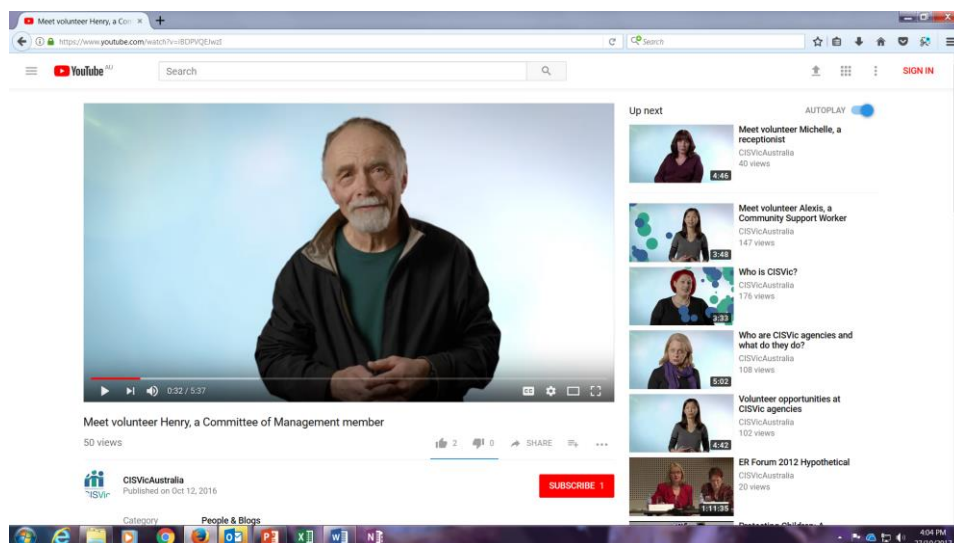 Meet volunteer Henry, a Com
https://www.youtube.com/watch?v=
Search
YouTube AU
Search
SIGN IN
Up next
AUTOPLAY
Meet volunteer Michelle, a
receptionist
CISVicAustralia
40 views
4:46
Meet volunteer Alexis, a
Community Support Worker
CISVicAustralia
147 views
3:48
Who is CISVic?
CISVicAustralia
176 views
3:33
Who are CISVic agencies and
what do they do?
CISVicAustralia
108 views
5:02
Volunteer opportunities at
CISVic agencies
CISVicAustralia
102 views
4:42
ER Forum 2012 Hypothetical
CISVicAustralia
20 views
1:11:35
Protecting Children: A
0:32 / 5:37
CC
Meet volunteer Henry, a Committee of Management member
50 views
2
0
SHARE
CISVic
CISVicAustralia
Published on Oct 12, 2016
SUBSCRIBE 1
Category
People & Blogs
4:04 PM